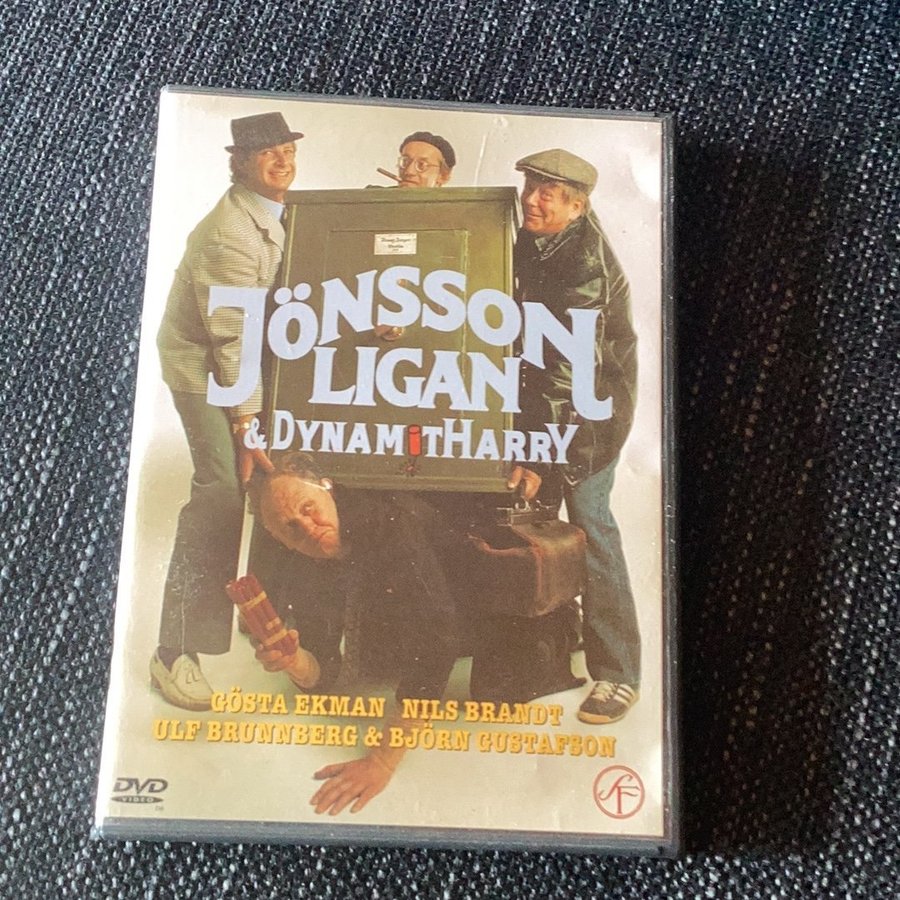 JÖNSSON
LIGAN
& DYNAMITHARRY
GÖSTA EKMAN NILS BRANDT
ULF BRUNNBERG & BJÖRN GUSTAFSON
DVD
VIDEO
SF